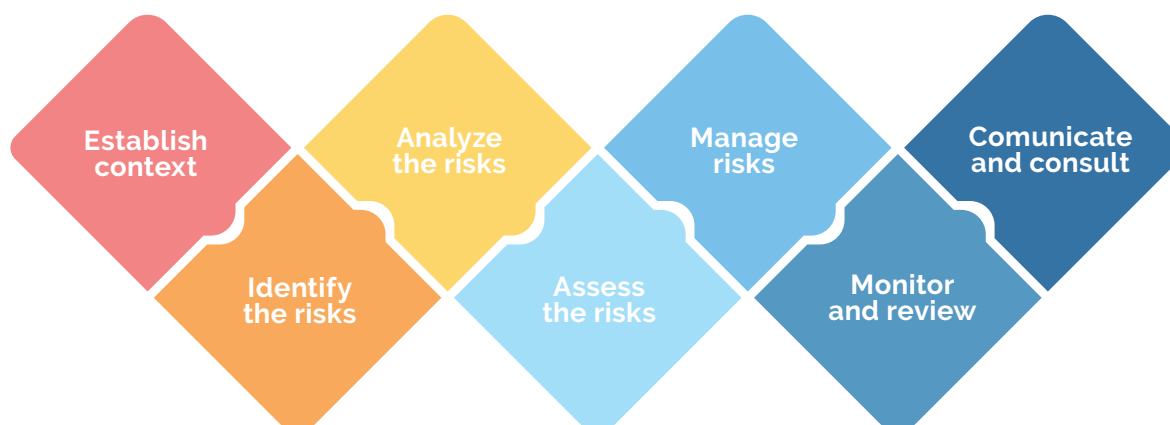 Establish
context
Identify
the risks
Analyze
the risks
Assess
the risks
Manage
risks
Monitor
and review
Comunicate
and consult